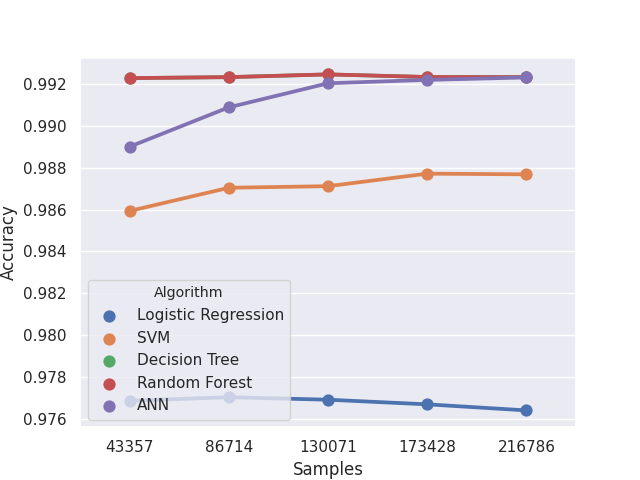 0.992
0.990
0.988
0.986
0.984
0.982
0.980
0.978
0.976
Accuracy
Algorithm
Logistic Regression
SVM
Decision Tree
Random Forest
ANN
43357 86714 130071 173428 216786
Samples